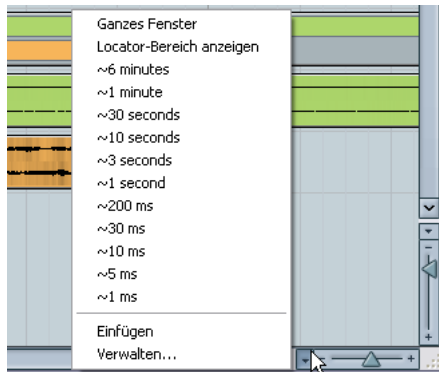 Ganzes Fenster
Locator-Bereich anzeigen
~6 minutes
~1 minute
~30 seconds
~10 seconds
~3 seconds
~1 second
~200 ms
~30 ms
~10 ms
~5 ms
~1 ms
Einfügen
Verwalten...